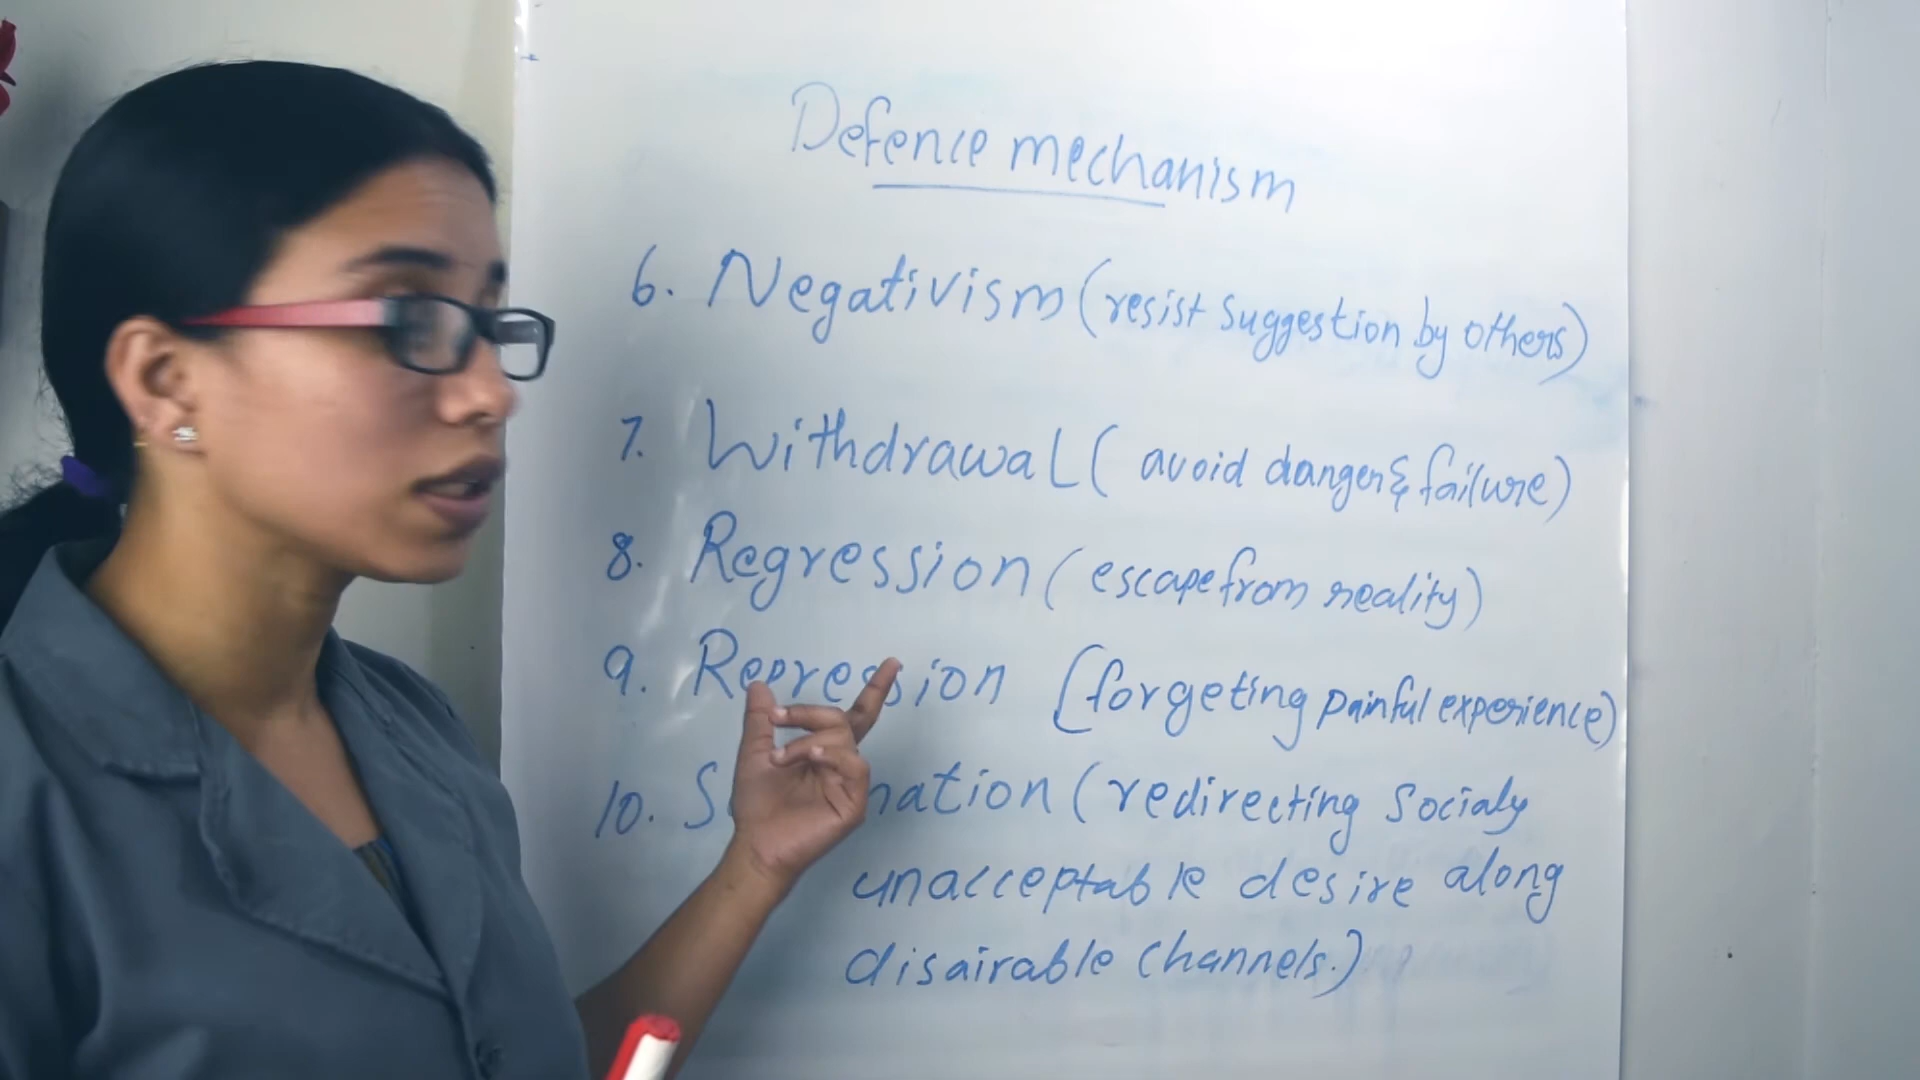 Defence mechanism
6. Negativism (resist suggestion by others)
7. Withdrawal ( avoid danger & failure)
8. Regression (escape from reality)
9. Repression (forgeting painful experience)
10. (redirecting Socialy
unacceptable desire along
disairable channels.)